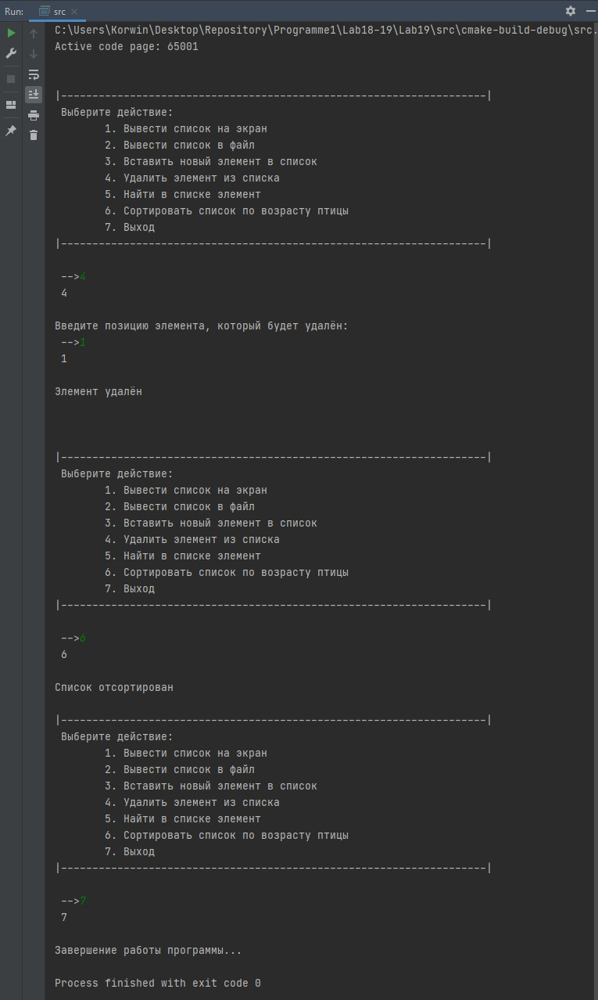 Run: src
C:\Users\Korwin\Desktop\Repository\Programme1\Lab18-19\Lab19\src\cmake-build-debug\src.
Active code page: 65001
|--------------------------------------------------------------------|
Выберите действие:
1. Вывести список на экран
2. Вывести список в файл
3. Вставить новый элемент в список
4. Удалить элемент из списка
5. Найти в списке элемент
6. Сортировать список по возрасту птицы
7. Выход
|--------------------------------------------------------------------|
-->4
4
Введите позицию элемента, который будет удалён:
-->1
1
Элемент удалён
|--------------------------------------------------------------------|
Выберите действие:
1. Вывести список на экран
2. Вывести список в файл
3. Вставить новый элемент в список
4. Удалить элемент из списка
5. Найти в списке элемент
6. Сортировать список по возрасту птицы
7. Выход
|--------------------------------------------------------------------|
-->6
6
Список отсортирован
|--------------------------------------------------------------------|
Выберите действие:
1. Вывести список на экран
2. Вывести список в файл
3. Вставить новый элемент в список
4. Удалить элемент из списка
5. Найти в списке элемент
6. Сортировать список по возрасту птицы
7. Выход
|--------------------------------------------------------------------|
-->7
7
Завершение работы программы...
Process finished with exit code 0